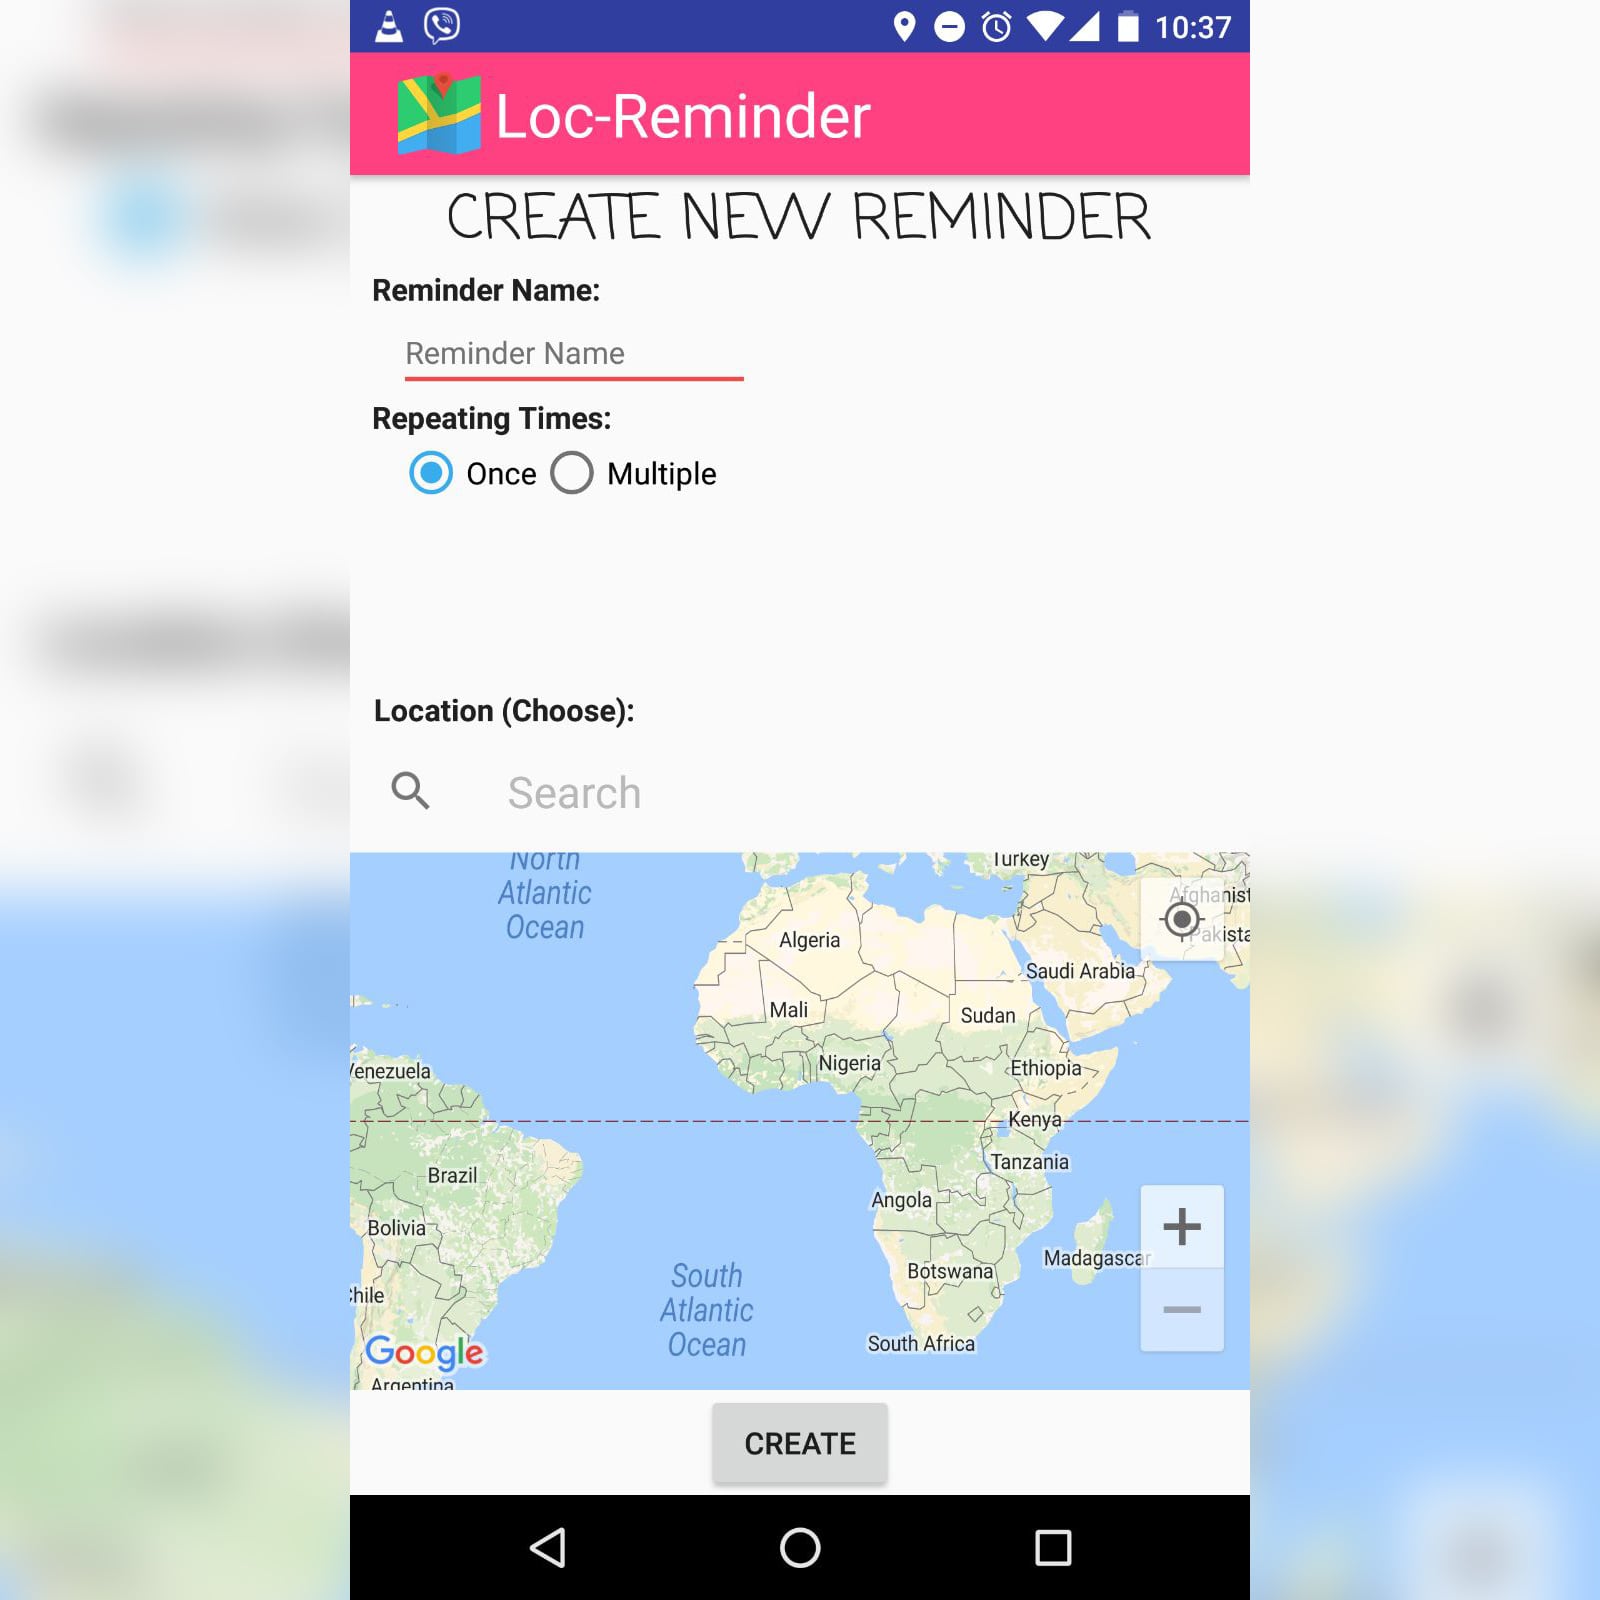 10:37
Loc-Reminder
CREATE NEW REMINDER
Reminder Name:
Reminder Name
Repeating Times:
Once Multiple
Location (Choose):
Search
North
Atlantic
Ocean
Turkey
Afghanist
Pakista
Algeria
Saudi Arabia
Mali
Sudan
Nigeria
Ethiopia
Venezuela
Kenya
Tanzania
Brazil
Angola
Bolivia
Madagascar
Botswana
South
Atlantic
Ocean
Chile
South Africa
Google
Argentina
CREATE